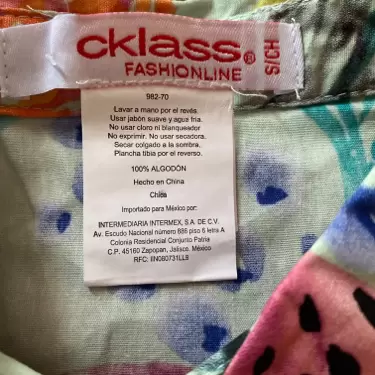 cklass®
FASHIONLINE
S/CH
982-70
Lavar a mano por el revés.
Usar jabón suave y agua fría.
No usar cloro ni blanqueador
No exprimir. No usar secadora.
Secar colgado a la sombra.
Plancha tibia por el reverso.
100% ALGODÓN
Hecho en China
Importado para México por:
INTERMEDIARIA INTERMEX, S.A. DE C.V.
Av. Escudo Nacional número 686 piso 6 letra A
Colonia Residencial Conjunto Patria
C.P. 45160 Zapopan, Jalisco. México
RFC: IIN080731LL8